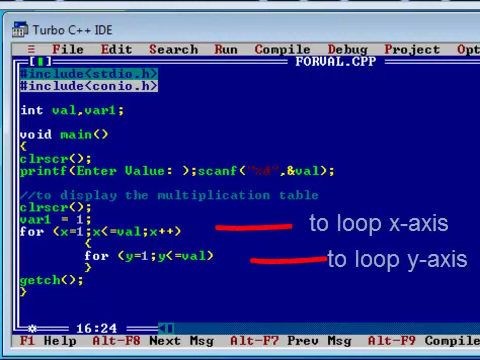 Turbo C++ IDE
≡ File Edit Search Run Compile Debug Project Opt
[▮] FORVAL.CPP
#include<stdio.h>
#include<conio.h>
int val,var1;
void main()
{
clrscr();
printf(Enter Value: );scanf("%d",&val);
//to display the multiplication table
clrscr();
var1 = 1;
for (x=1;x<=val;x++) to loop x-axis
{
for (y=1;y<=val) to loop y-axis
}
getch();
}
16:24
F1 Help Alt-F8 Next Msg Alt-F7 Prev Msg Alt-F9 Compile